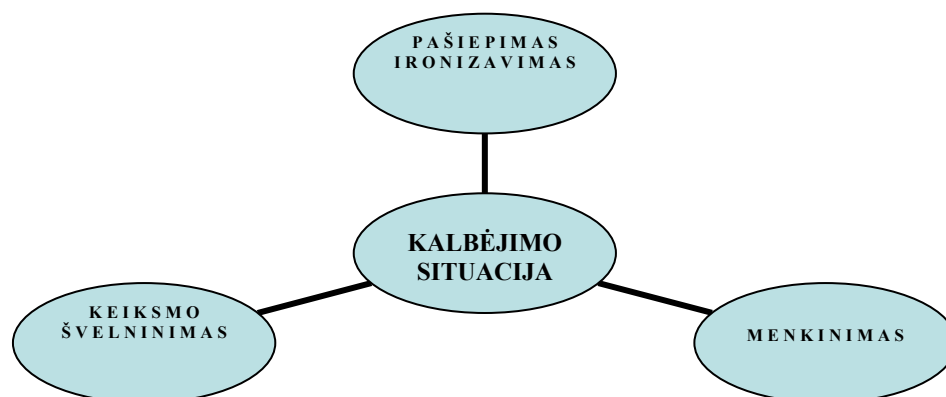 PAŠIEPIMAS
IRONIZAVIMAS
KALBĖJIMO
SITUACIJA
KEIKSMO
ŠVELNINIMAS
MENKINIMAS